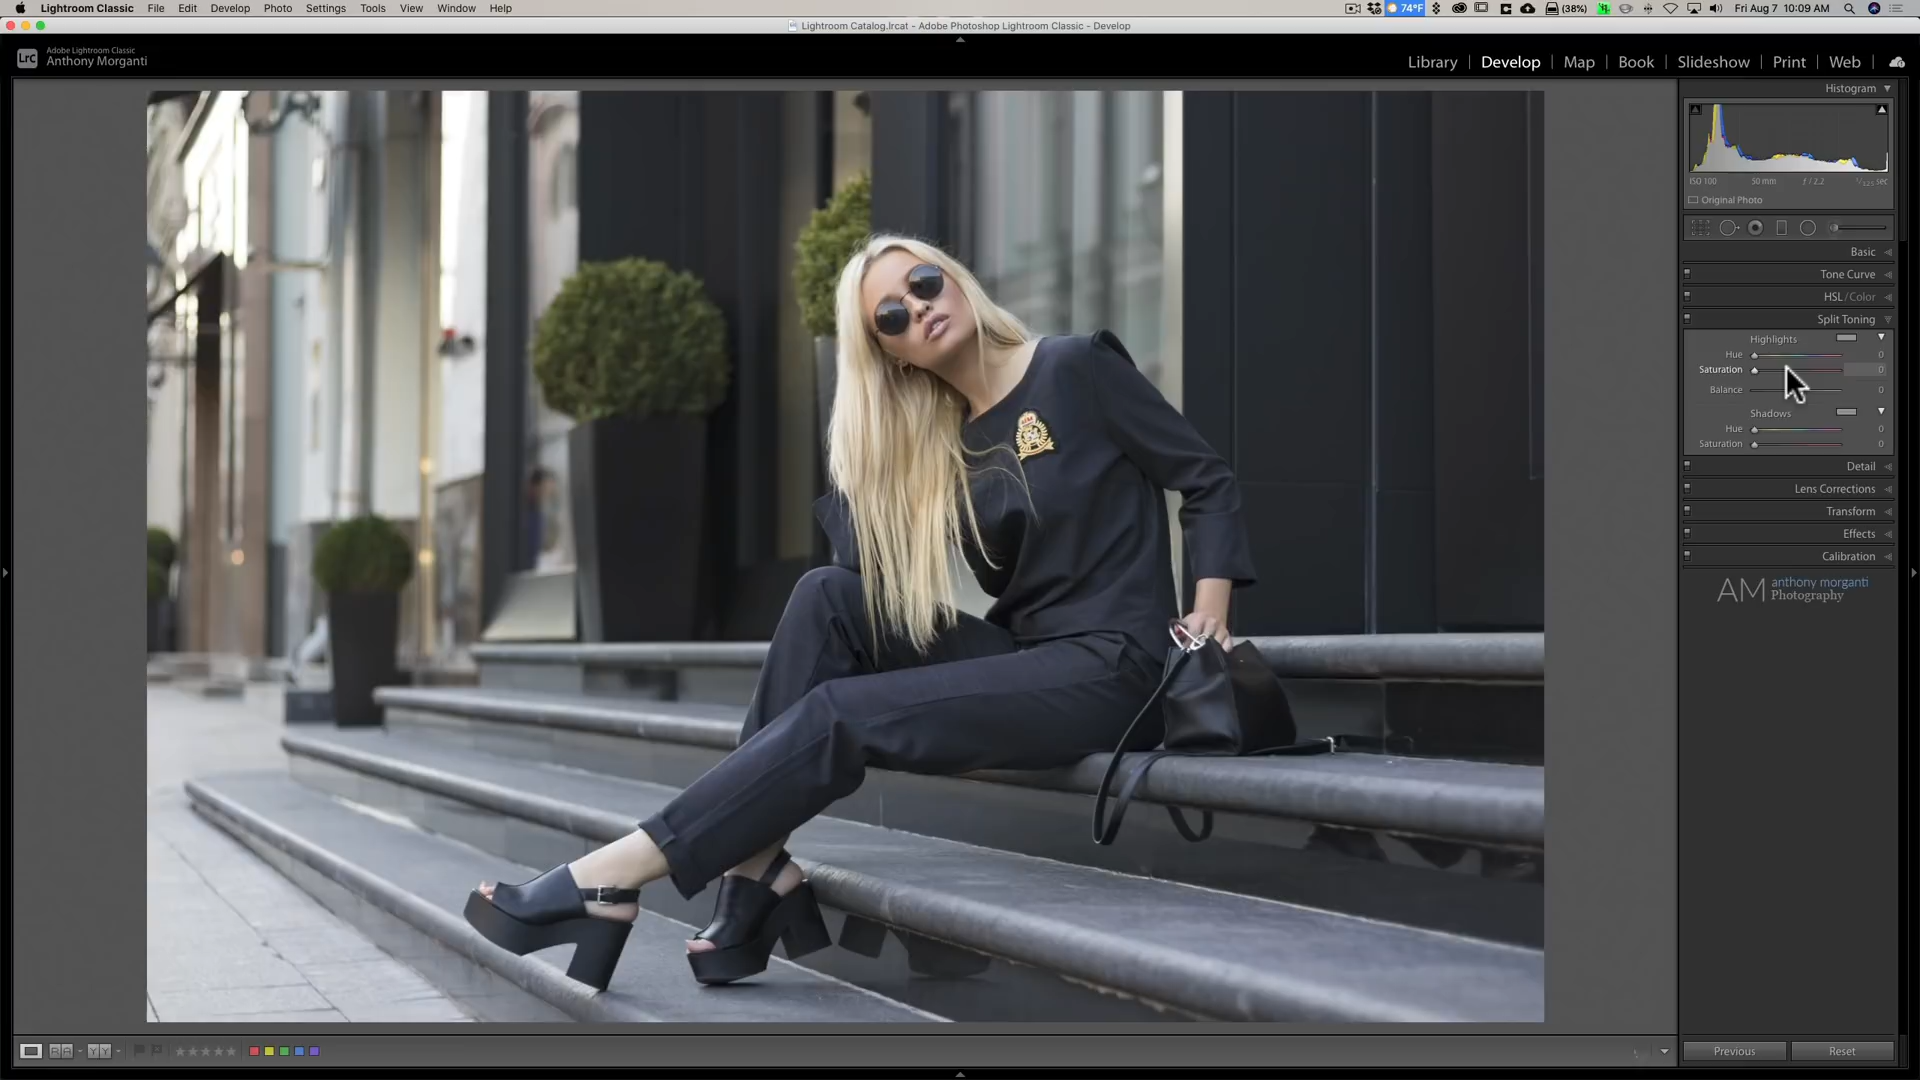 Lightroom Classic File Edit Develop Photo Settings Tools View Window Help 74°F (38%) Fri Aug 7 10:09 AM
Lightroom Catalog.lrcat - Adobe Photoshop Lightroom Classic - Develop
LrC
Adobe Lightroom Classic
Anthony Morganti
Library | Develop | Map | Book | Slideshow | Print | Web
Histogram
ISO 100 50 mm ƒ / 2.2
Original Photo
Basic
Tone Curve
HSL / Color
Split Toning
Highlights
Hue 0
Saturation 0
Balance 0
Shadows
Hue 0
Saturation 0
Detail
Lens Corrections
Transform
Effects
Calibration
AM anthony morganti
Photography
Previous Reset